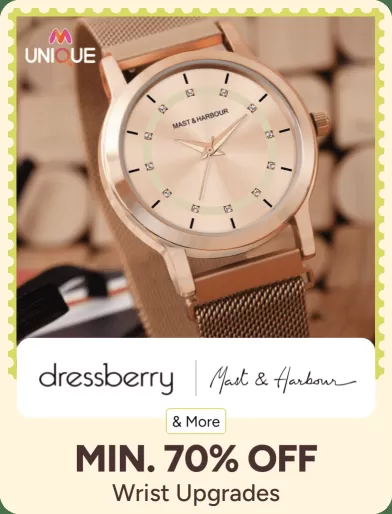 UNIQUE
MAST & HARBOUR
dressberry
Mast & Harbour
& More
MIN. 70% OFF
Wrist Upgrades